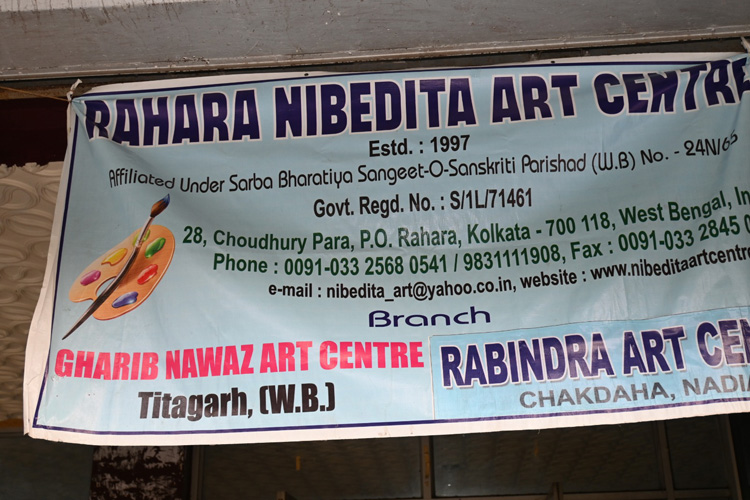 RAHARA NIBEDITA ART CENTRE
Estd. : 1997
Affiliated Under Sarba Bharatiya Sangeet-O-Sanskriti Parishad (W.B) No. - 24N/65
Govt. Regd. No. : S/1L/71461
28, Choudhury Para, P.O. Rahara, Kolkata - 700 118, West Bengal, In
Phone : 0091-033 2568 0541 / 9831111908, Fax : 0091-033 2845 0
e-mail : nibedita_art@yahoo.co.in, website : www.nibeditaartcentre
Branch
GHARIB NAWAZ ART CENTRE
Titagarh, (W.B.)
RABINDRA ART CEN
CHAKDAHA, NADIA